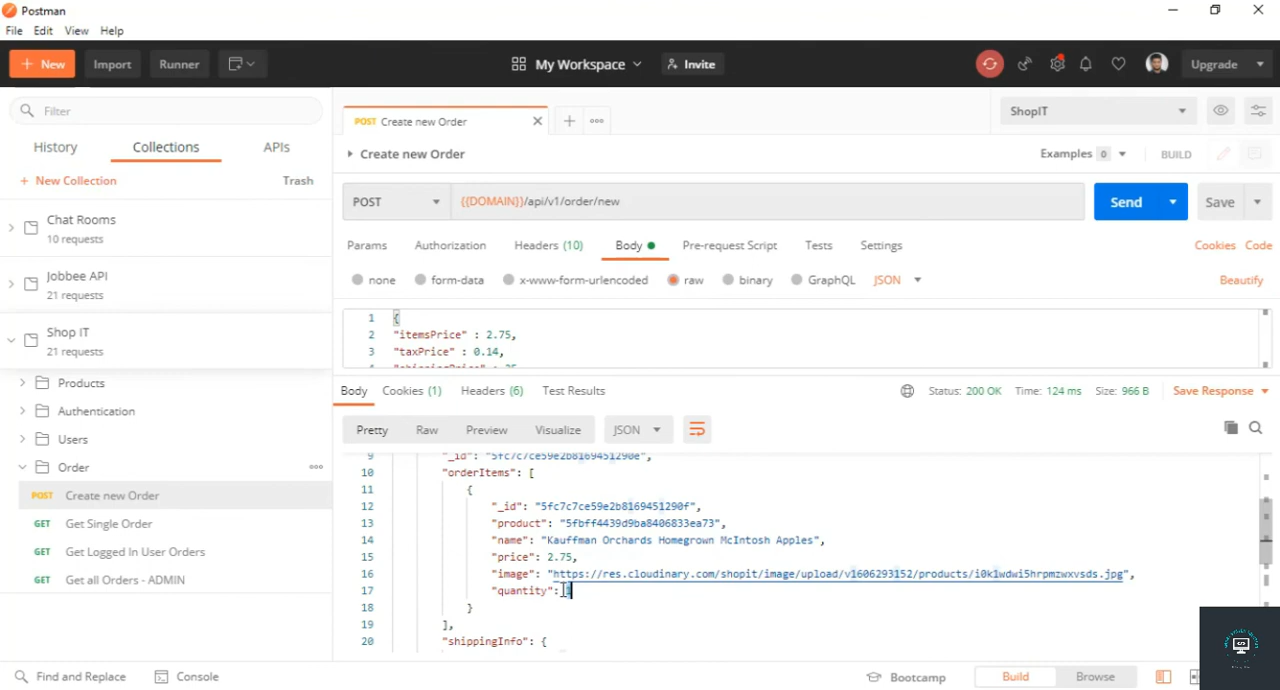 Postman
File Edit View Help
+ New Import Runner My Workspace Invite Upgrade
Filter
History Collections APIs
+ New Collection Trash
Chat Rooms
10 requests
Jobbee API
21 requests
Shop IT
21 requests
Products
Authentication
Users
Order
POST Create new Order
GET Get Single Order
GET Get Logged In User Orders
GET Get all Orders - ADMIN
POST Create new Order
ShopIT
Create new Order Examples 0 BUILD
POST {{DOMAIN}}/api/v1/order/new Send Save
Params Authorization Headers (10) Body Pre-request Script Tests Settings Cookies Code
none form-data x-www-form-urlencoded raw binary GraphQL JSON Beautify
1 {
2 "itemsPrice" : 2.75,
3 "taxPrice" : 0.14,
Body Cookies (1) Headers (6) Test Results Status: 200 OK Time: 124 ms Size: 966 B Save Response
Pretty Raw Preview Visualize JSON
9 "_id": "5fc7c7ce59e2b8169451290e",
10 "orderItems": [
11 {
12 "_id": "5fc7c7ce59e2b8169451290f",
13 "product": "5fbff4439d9ba8406833ea73",
14 "name": "Kauffman Orchards Homegrown McIntosh Apples",
15 "price": 2.75,
16 "image": "https://res.cloudinary.com/shopit/image/upload/v1606293152/products/i0k1wdwi5hrpmzwxvsds.jpg",
17 "quantity": 1
18 }
19 ],
20 "shippingInfo": {
Find and Replace Console Bootcamp Build Browse